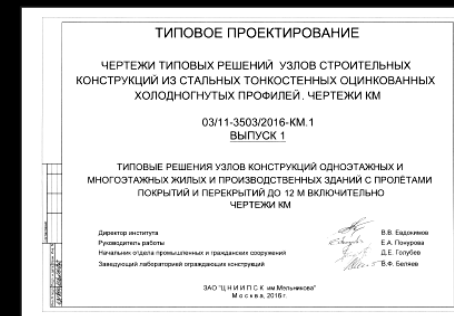 ТИПОВОЕ ПРОЕКТИРОВАНИЕ
ЧЕРТЕЖИ ТИПОВЫХ РЕШЕНИЙ УЗЛОВ СТРОИТЕЛЬНЫХ
КОНСТРУКЦИЙ ИЗ СТАЛЬНЫХ ТОНКОСТЕННЫХ ОЦИНКОВАННЫХ
ХОЛОДНОГНУТЫХ ПРОФИЛЕЙ. ЧЕРТЕЖИ КМ
03/11-3503/2016-КМ.1
ВЫПУСК 1
ТИПОВЫЕ РЕШЕНИЯ УЗЛОВ КОНСТРУКЦИЙ ОДНОЭТАЖНЫХ И
МНОГОЭТАЖНЫХ ЖИЛЫХ И ПРОИЗВОДСТВЕННЫХ ЗДАНИЙ С ПРОЛЁТАМИ
ПОКРЫТИЙ И ПЕРЕКРЫТИЙ ДО 12 М ВКЛЮЧИТЕЛЬНО
ЧЕРТЕЖИ КМ
Директор института В.В. Евдокимов
Руководитель работы Е.А. Почурова
Начальник отдела промышленных и гражданских сооружений Д.Е. Голубев
Заведующий лабораторией ограждающих конструкций В.Ф. Беляев
ЗАО "ЦНИИПСК им Мельникова"
Москва, 2016 г.